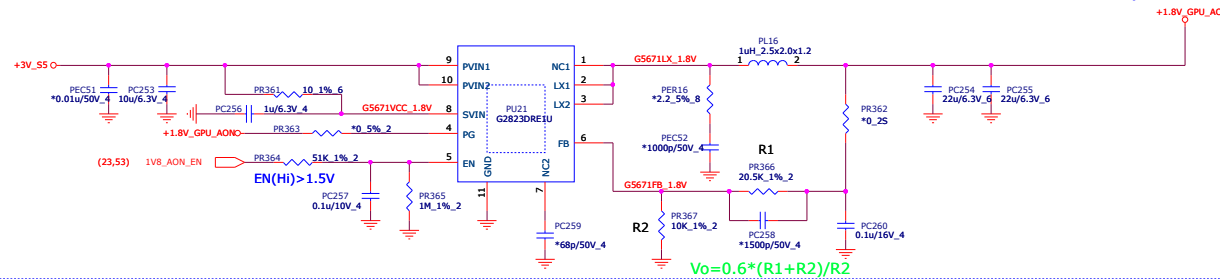 +1.8V_GPU_AO
+3V_S5
PEC51
*0.01u/50V_4
PC253
10u/6.3V_4
PR361
10_1%_6
PC256
1u/6.3V_4
G5671VCC_1.8V
+1.8V_GPU_AON
PR363
*0_5%_2
(23,53)
1V8_AON_EN
PR364
51K_1%_2
EN(Hi)>1.5V
PC257
0.1u/10V_4
PR365
1M_1%_2
9
PVIN1
10
PVIN2
8
SVIN
4
PG
5
EN
PU21
G2823DRE1U
NC1
1
LX1
2
LX2
3
FB
6
GND
11
NC2
7
PC259
*68p/50V_4
G5671LX_1.8V
PL16
1uH_2.5x2.0x1.2
1
2
PER16
*2.2_5%_8
PEC52
*1000p/50V_4
G5671FB_1.8V
R1
PR366
20.5K_1%_2
R2
PR367
10K_1%_2
PC258
*1500p/50V_4
PR362
*0_2S
PC260
0.1u/16V_4
PC254
22u/6.3V_6
PC255
22u/6.3V_6
Vo=0.6*(R1+R2)/R2